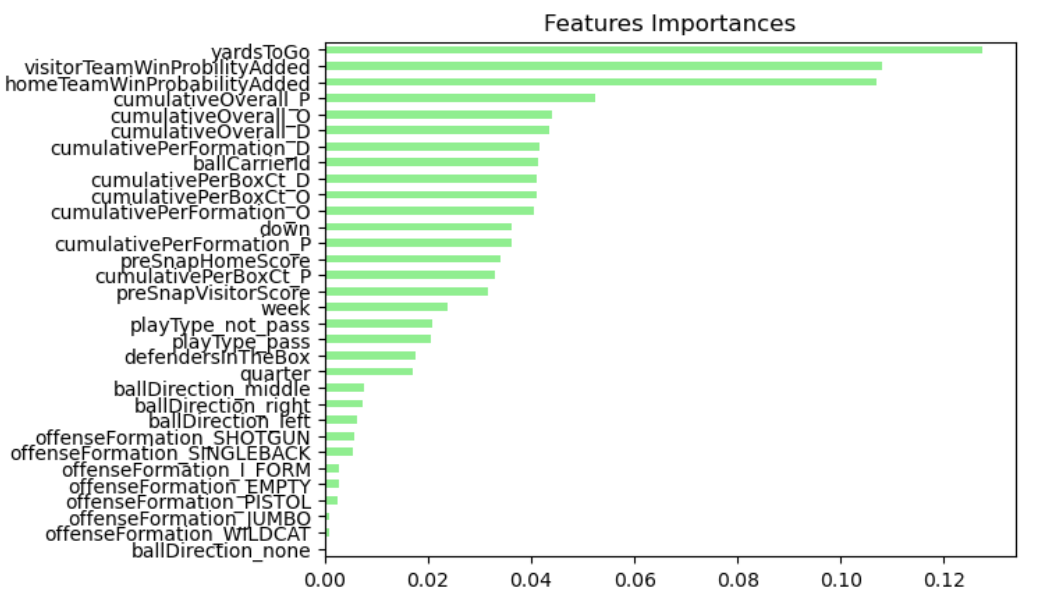 Features Importances
yardsToGo
visitorTeamWinProbilityAdded
homeTeamWinProbabilityAdded
cumulativeOverall_P
cumulativeOverall_O
cumulativeOverall_D
cumulativePerFormation_D
ballCarrierId
cumulativePerBoxCt_D
cumulativePerBoxCt_O
cumulativePerFormation_O
down
cumulativePerFormation_P
preSnapHomeScore
cumulativePerBoxCt_P
preSnapVisitorScore
week
playType_not_pass
playType_pass
defendersInTheBox
quarter
ballDirection_middle
ballDirection_right
ballDirection_left
offenseFormation_SHOTGUN
offenseFormation_SINGLEBACK
offenseFormation_I_FORM
offenseFormation_EMPTY
offenseFormation_PISTOL
offenseFormation_JUMBO
offenseFormation_WILDCAT
ballDirection_none
0.00 0.02 0.04 0.06 0.08 0.10 0.12